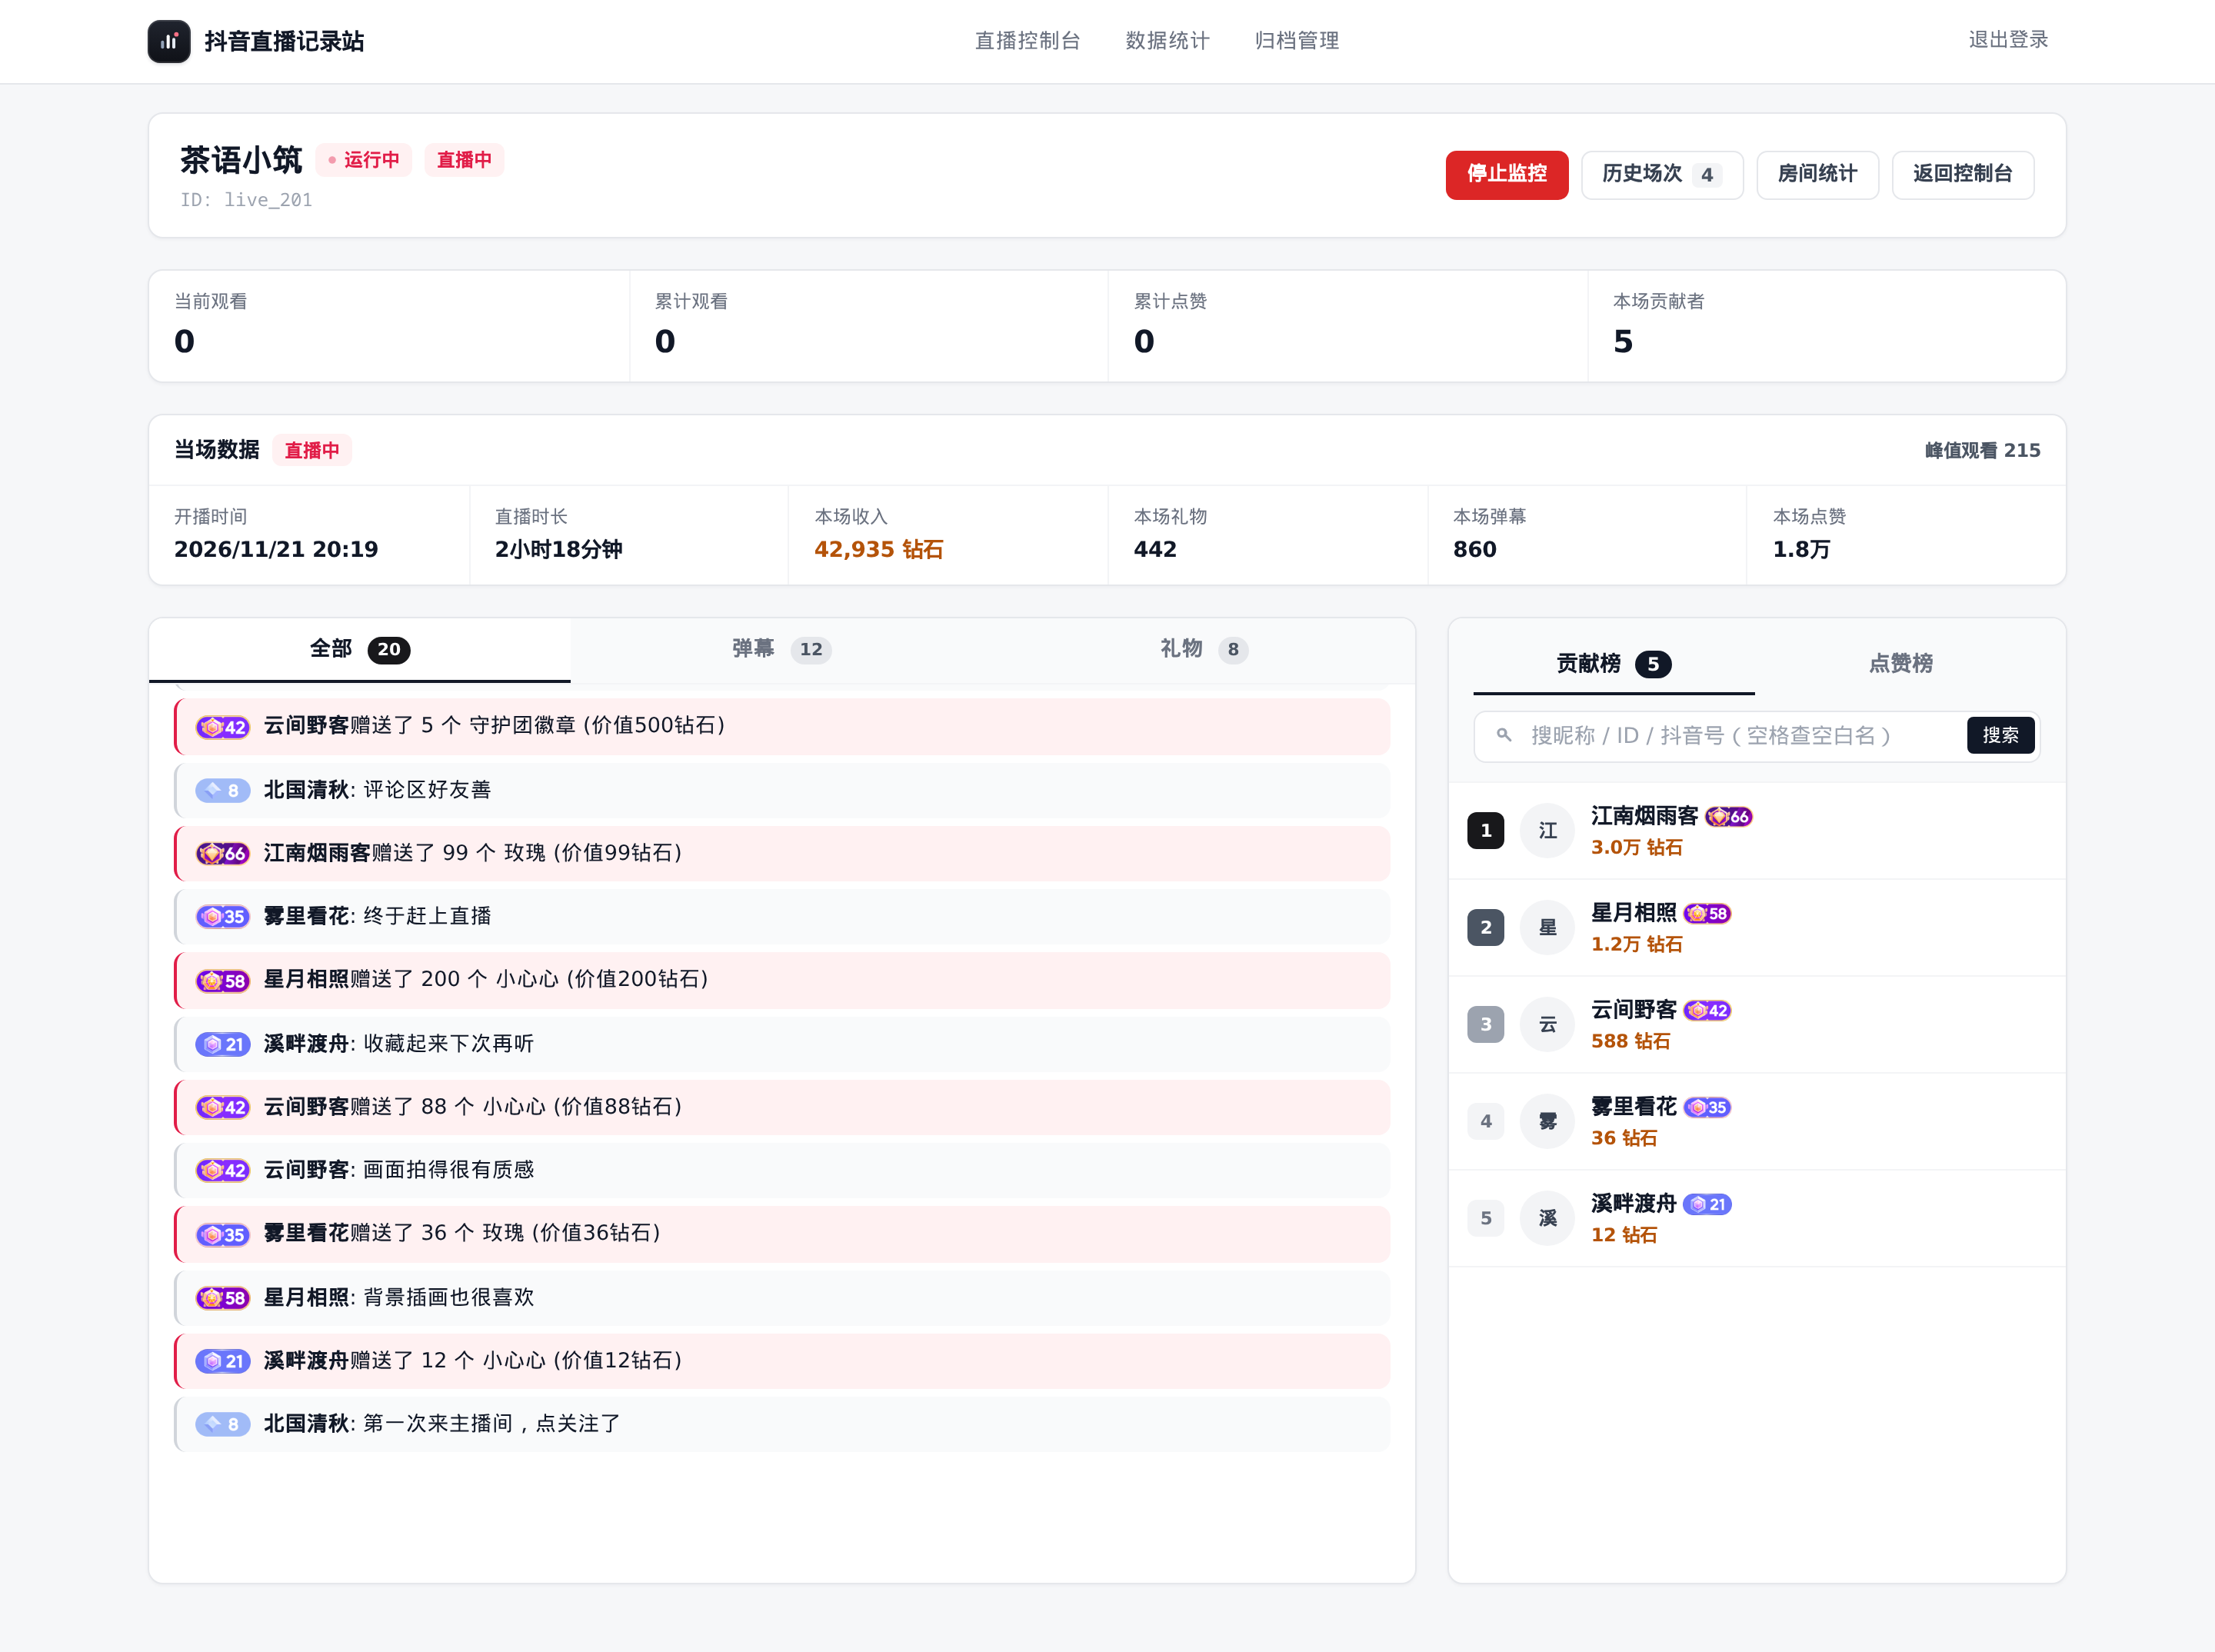 抖音直播记录站
直播控制台 数据统计 归档管理
退出登录
茶语小筑 运行中 直播中
ID: live_201
停止监控 历史场次 4 房间统计 返回控制台
当前观看 累计观看 累计点赞 本场贡献者
0 0 0 5
当场数据 直播中
峰值观看 215
开播时间 直播时长 本场收入 本场礼物 本场弹幕 本场点赞
2026/11/21 20:19 2小时18分钟 42,935 钻石 442 860 1.8万
全部 20 弹幕 12 礼物 8
42 云间野客赠送了 5 个 守护团徽章 (价值500钻石)
8 北国清秋: 评论区好友善
66 江南烟雨客赠送了 99 个 玫瑰 (价值99钻石)
35 雾里看花: 终于赶上直播
58 星月相照赠送了 200 个 小心心 (价值200钻石)
21 溪畔渡舟: 收藏起来下次再听
42 云间野客赠送了 88 个 小心心 (价值88钻石)
42 云间野客: 画面拍得很有质感
35 雾里看花赠送了 36 个 玫瑰 (价值36钻石)
58 星月相照: 背景插画也很喜欢
21 溪畔渡舟赠送了 12 个 小心心 (价值12钻石)
8 北国清秋: 第一次来主播间，点关注了
贡献榜 5 点赞榜
搜昵称 / ID / 抖音号（空格查空白名） 搜索
1 江 江南烟雨客 66
3.0万 钻石
2 星 星月相照 58
1.2万 钻石
3 云 云间野客 42
588 钻石
4 雾 雾里看花 35
36 钻石
5 溪 溪畔渡舟 21
12 钻石